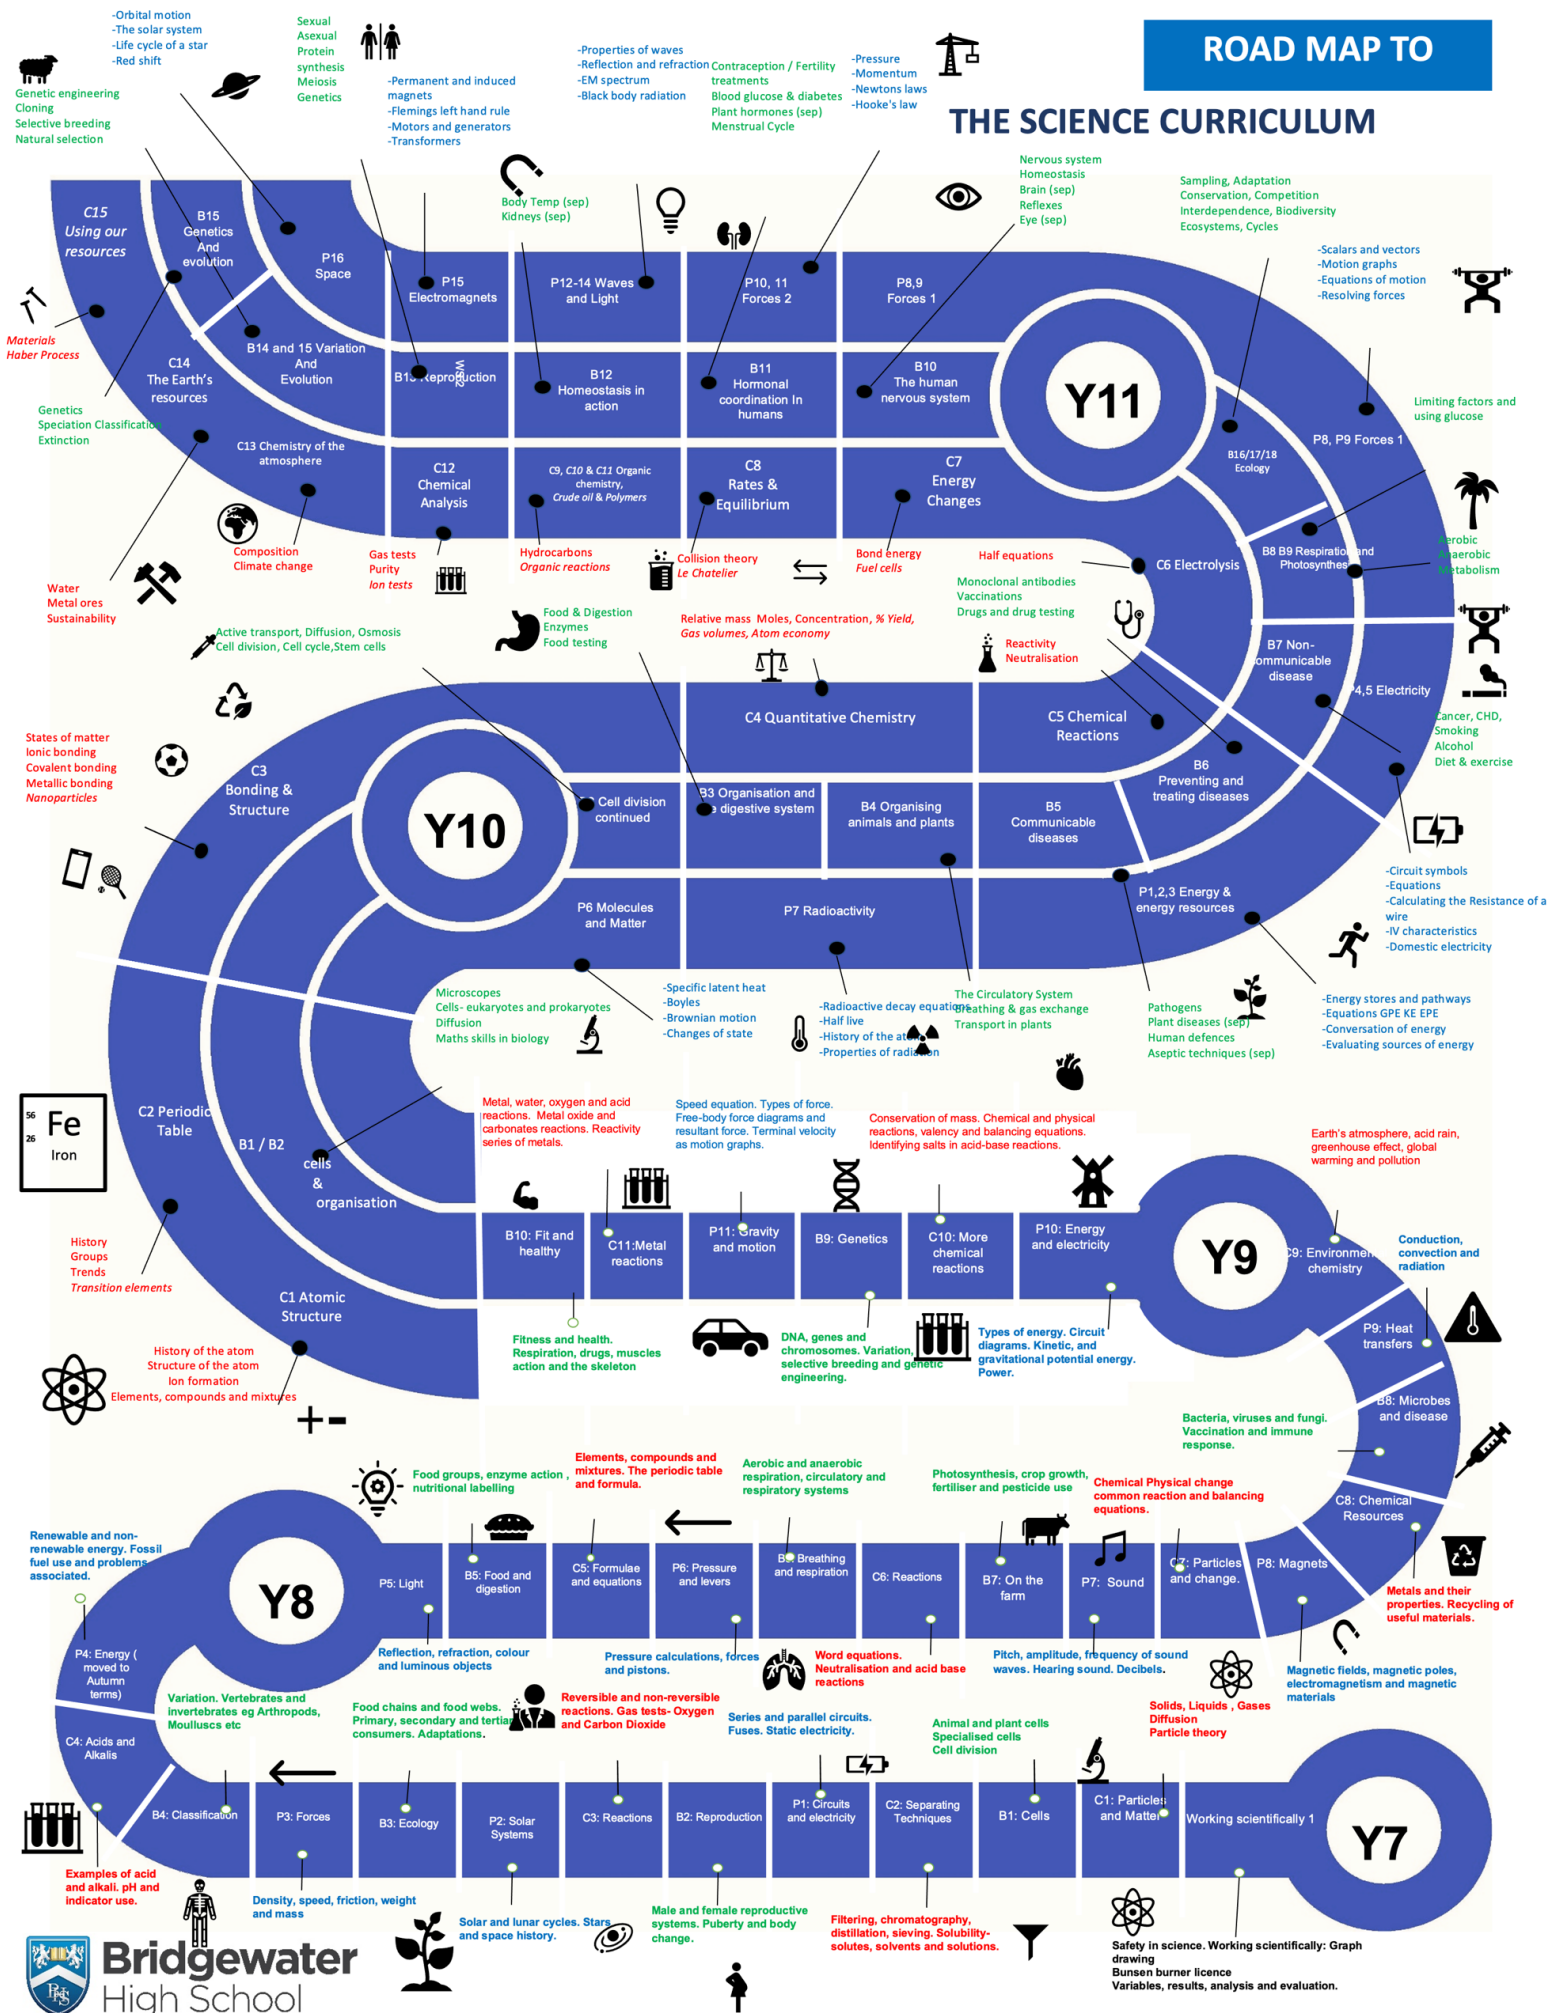 ROAD MAP TO
THE SCIENCE CURRICULUM
-Orbital motion
-The solar system
-Life cycle of a star
-Red shift
Genetic engineering
Cloning
Selective breeding
Natural selection
Sexual
Asexual
Protein
synthesis
Meiosis
Genetics
-Permanent and induced
magnets
-Flemings left hand rule
-Motors and generators
-Transformers
-Properties of waves
-Reflection and refraction
-EM spectrum
-Black body radiation
Contraception / Fertility
treatments
Blood glucose & diabetes
Plant hormones (sep)
Menstrual Cycle
-Pressure
-Momentum
-Newtons laws
-Hooke's law
Body Temp (sep)
Kidneys (sep)
Nervous system
Homeostasis
Brain (sep)
Reflexes
Eye (sep)
Sampling, Adaptation
Conservation, Competition
Interdependence, Biodiversity
Ecosystems, Cycles
-Scalars and vectors
-Motion graphs
-Equations of motion
-Resolving forces
C15
Using our
resources
B15
Genetics
And
evolution
P16
Space
P15
Electromagnets
P12-14 Waves
and Light
P10, 11
Forces 2
P8,9
Forces 1
Y11
Materials
Haber Process
C14
The Earth's
resources
B14 and 15 Variation
And
Evolution
B13 Reproduction
B12
Homeostasis in
action
B11
Hormonal
coordination In
humans
B10
The human
nervous system
Genetics
Speciation Classification
Extinction
C13 Chemistry of the
atmosphere
C12
Chemical
Analysis
C9, C10 & C11 Organic
chemistry,
Crude oil & Polymers
C8
Rates &
Equilibrium
C7
Energy
Changes
B16/17/18
Ecology
P8, P9 Forces 1
Limiting factors and
using glucose
B8 B9 Respiration and
Photosynthes
Aerobic
Anaerobic
Metabolism
C6 Electrolysis
Composition
Climate change
Gas tests
Purity
Ion tests
Hydrocarbons
Organic reactions
Collision theory
Le Chatelier
Bond energy
Fuel cells
Half equations
Monoclonal antibodies
Vaccinations
Drugs and drug testing
Reactivity
Neutralisation
Water
Metal ores
Sustainability
Active transport, Diffusion, Osmosis
Cell division, Cell cycle,Stem cells
Food & Digestion
Enzymes
Food testing
Relative mass Moles, Concentration, % Yield,
Gas volumes, Atom economy
B7 Non-
ommunicable
disease
P4,5 Electricity
Cancer, CHD,
Smoking
Alcohol
Diet & exercise
States of matter
Ionic bonding
Covalent bonding
Metallic bonding
Nanoparticles
C3
Bonding &
Structure
C4 Quantitative Chemistry
C5 Chemical
Reactions
B6
Preventing and
treating diseases
Y10
Cell division
continued
B3 Organisation and
e digestive system
B4 Organising
animals and plants
B5
Communicable
diseases
P6 Molecules
and Matter
P7 Radioactivity
P1,2,3 Energy &
energy resources
-Circuit symbols
-Equations
-Calculating the Resistance of a
wire
-IV characteristics
-Domestic electricity
Microscopes
Cells- eukaryotes and prokaryotes
Diffusion
Maths skills in biology
-Specific latent heat
-Boyles
-Brownian motion
-Changes of state
-Radioactive decay equations
-Half live
-History of the atom
-Properties of radiation
The Circulatory System
Breathing & gas exchange
Transport in plants
Pathogens
Plant diseases (sep)
Human defences
Aseptic techniques (sep)
-Energy stores and pathways
-Equations GPE KE EPE
-Conversation of energy
-Evaluating sources of energy
56
26
Fe
Iron
C2 Periodic
Table
B1 / B2
cells
&
organisation
Metal, water, oxygen and acid
reactions. Metal oxide and
carbonates reactions. Reactivity
series of metals.
Speed equation. Types of force.
Free-body force diagrams and
resultant force. Terminal velocity
as motion graphs.
Conservation of mass. Chemical and physical
reactions, valency and balancing equations.
Identifying salts in acid-base reactions.
Earth's atmosphere, acid rain,
greenhouse effect, global
warming and pollution
History
Groups
Trends
Transition elements
B10: Fit and
healthy
C11:Metal
reactions
P11: Gravity
and motion
B9: Genetics
C10: More
chemical
reactions
P10: Energy
and electricity
Y9
C9: Environmen
chemistry
Conduction,
convection and
radiation
C1 Atomic
Structure
P9: Heat
transfers
Fitness and health.
Respiration, drugs, muscles
action and the skeleton
DNA, genes and
chromosomes. Variation,
selective breeding and genetic
engineering.
Types of energy. Circuit
diagrams. Kinetic, and
gravitational potential energy.
Power.
History of the atom
Structure of the atom
Ion formation
Elements, compounds and mixtures
B8: Microbes
and disease
Bacteria, viruses and fungi.
Vaccination and immune
response.
Food groups, enzyme action ,
nutritional labelling
Elements, compounds and
mixtures. The periodic table
and formula.
Aerobic and anaerobic
respiration, circulatory and
respiratory systems
Photosynthesis, crop growth,
fertiliser and pesticide use
Chemical Physical change
common reaction and balancing
equations.
C8: Chemical
Resources
Renewable and non-
renewable energy. Fossil
fuel use and problems
associated.
Y8
P5: Light
B5: Food and
digestion
C5: Formulae
and equations
P6: Pressure
and levers
B6: Breathing
and respiration
C6: Reactions
B7: On the
farm
P7: Sound
C7: Particles
and change.
P8: Magnets
Metals and their
properties. Recycling of
useful materials.
P4: Energy (
moved to
Autumn
terms)
Reflection, refraction, colour
and luminous objects
Pressure calculations, forces
and pistons.
Word equations.
Neutralisation and acid base
reactions
Pitch, amplitude, frequency of sound
waves. Hearing sound. Decibels.
Magnetic fields, magnetic poles,
electromagnetism and magnetic
materials
Variation. Vertebrates and
invertebrates eg Arthropods,
Moulluscs etc
Food chains and food webs.
Primary, secondary and tertiar
consumers. Adaptations.
Reversible and non-reversible
reactions. Gas tests- Oxygen
and Carbon Dioxide
Series and parallel circuits.
Fuses. Static electricity.
Animal and plant cells
Specialised cells
Cell division
Solids, Liquids , Gases
Diffusion
Particle theory
C4: Acids and
Alkalis
B4: Classification
P3: Forces
B3: Ecology
P2: Solar
Systems
C3: Reactions
B2: Reproduction
P1: Circuits
and electricity
C2: Separating
Techniques
B1: Cells
C1: Particles
and Matter
Working scientifically 1
Y7
Examples of acid
and alkali. pH and
indicator use.
Density, speed, friction, weight
and mass
Solar and lunar cycles. Stars
and space history.
Male and female reproductive
systems. Puberty and body
change.
Filtering, chromatography,
distillation, sieving. Solubility-
solutes, solvents and solutions.
Safety in science. Working scientifically: Graph
drawing
Bunsen burner licence
Variables, results, analysis and evaluation.
Bridgewater
High School